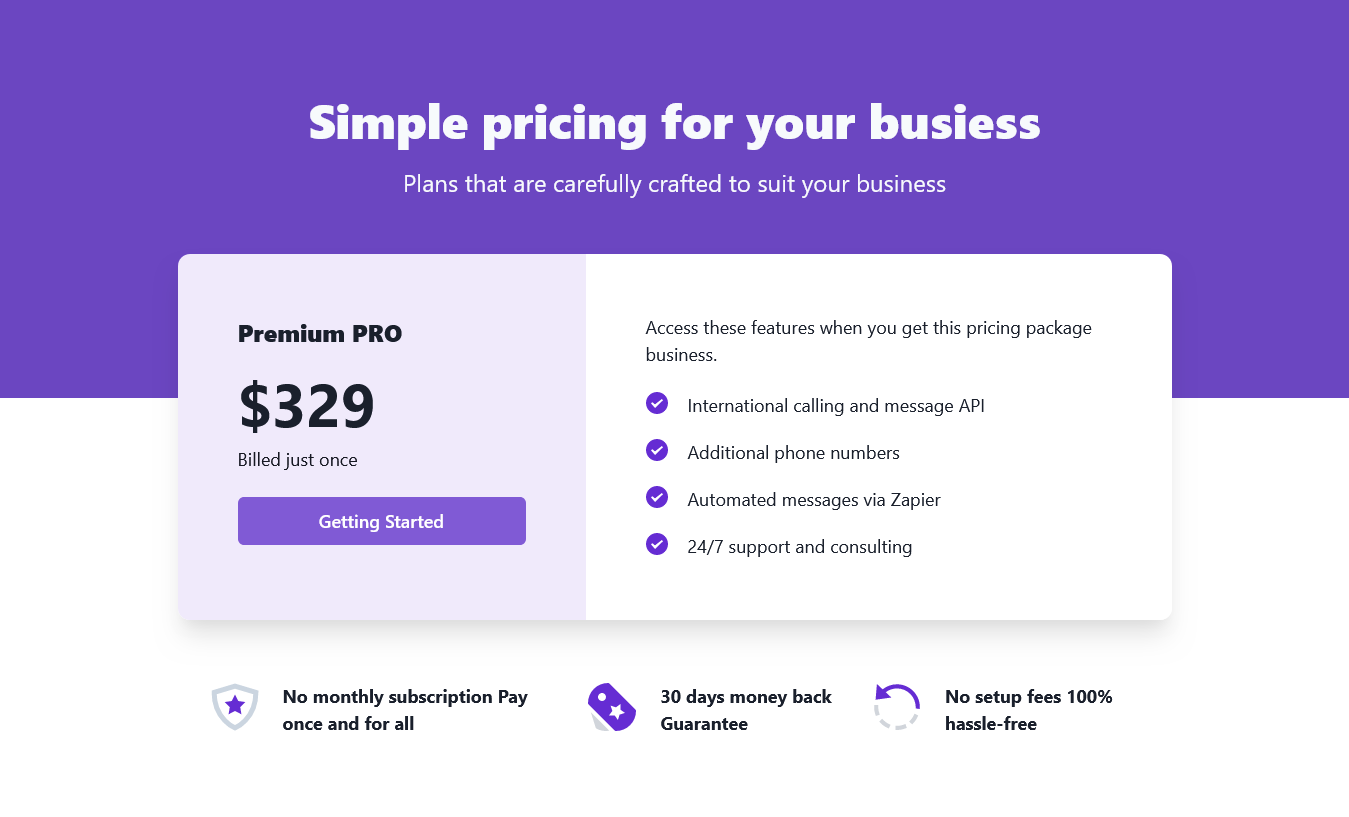 Simple pricing for your busiess
Plans that are carefully crafted to suit your business
Premium PRO
$329
Billed just once
Getting Started
Access these features when you get this pricing package
business.
International calling and message API
Additional phone numbers
Automated messages via Zapier
24/7 support and consulting
No monthly subscription Pay
once and for all
30 days money back
Guarantee
No setup fees 100%
hassle-free